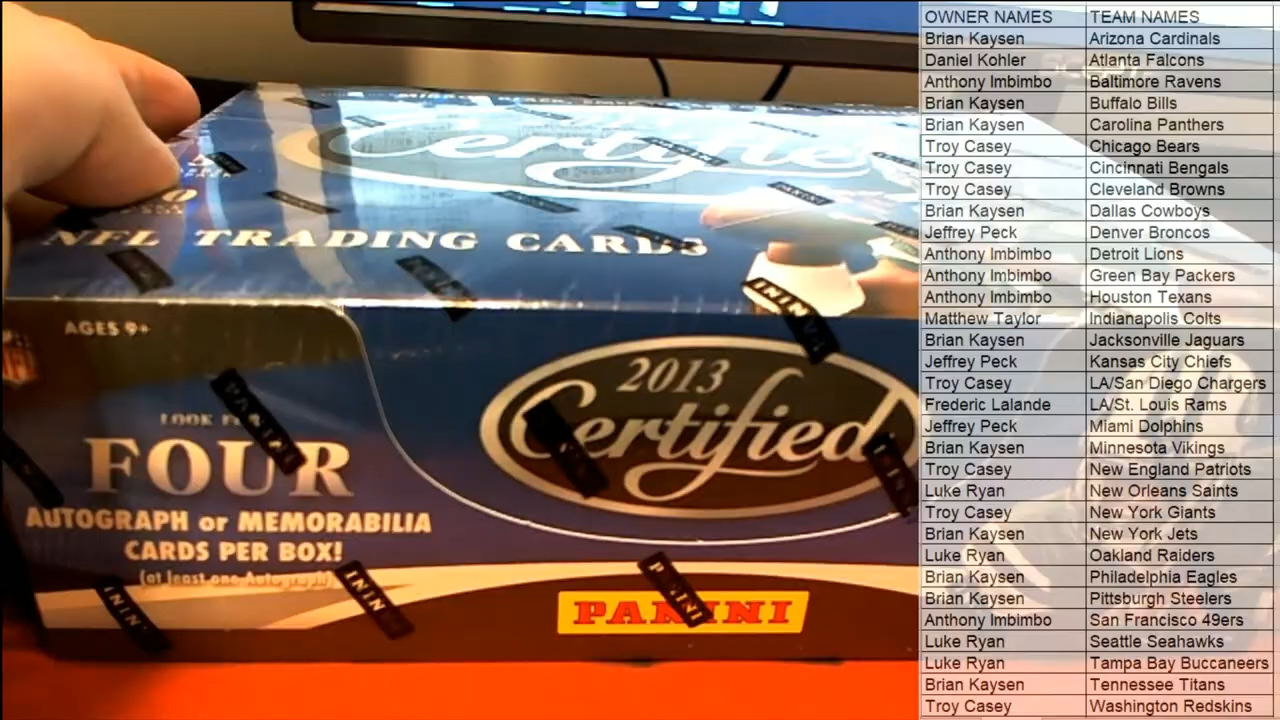 Certified
NFL TRADING CARDS
AGES 9+
NFL
2013
Certified
FOUR
AUTOGRAPH or MEMORABILIA
CARDS PER BOX!
(at least one Autograph)
PANINI
OWNER NAMES TEAM NAMES
Brian Kaysen Arizona Cardinals
Daniel Kohler Atlanta Falcons
Anthony Imbimbo Baltimore Ravens
Brian Kaysen Buffalo Bills
Brian Kaysen Carolina Panthers
Troy Casey Chicago Bears
Troy Casey Cincinnati Bengals
Troy Casey Cleveland Browns
Brian Kaysen Dallas Cowboys
Jeffrey Peck Denver Broncos
Anthony Imbimbo Detroit Lions
Anthony Imbimbo Green Bay Packers
Anthony Imbimbo Houston Texans
Matthew Taylor Indianapolis Colts
Brian Kaysen Jacksonville Jaguars
Jeffrey Peck Kansas City Chiefs
Troy Casey LA/San Diego Chargers
Frederic Lalande LA/St. Louis Rams
Jeffrey Peck Miami Dolphins
Brian Kaysen Minnesota Vikings
Troy Casey New England Patriots
Luke Ryan New Orleans Saints
Troy Casey New York Giants
Brian Kaysen New York Jets
Luke Ryan Oakland Raiders
Brian Kaysen Philadelphia Eagles
Brian Kaysen Pittsburgh Steelers
Anthony Imbimbo San Francisco 49ers
Luke Ryan Seattle Seahawks
Luke Ryan Tampa Bay Buccaneers
Brian Kaysen Tennessee Titans
Troy Casey Washington Redskins